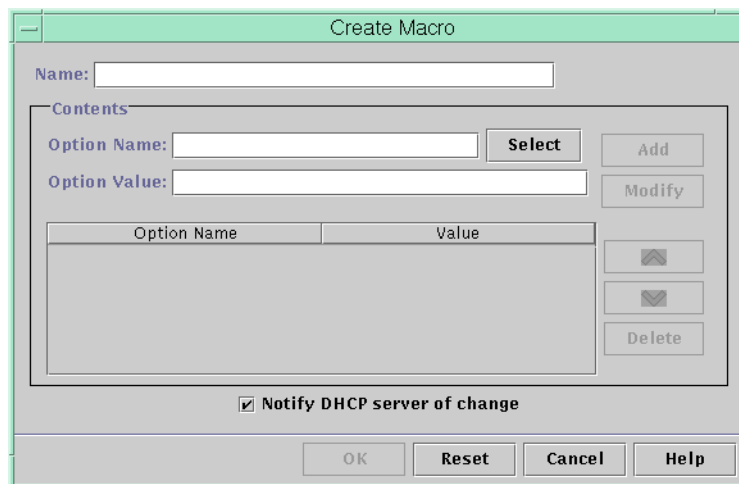 Create Macro
Name:
Contents
Option Name:
Select
Add
Option Value:
Modify
Option Name
Value
Delete
Notify DHCP server of change
OK
Reset
Cancel
Help